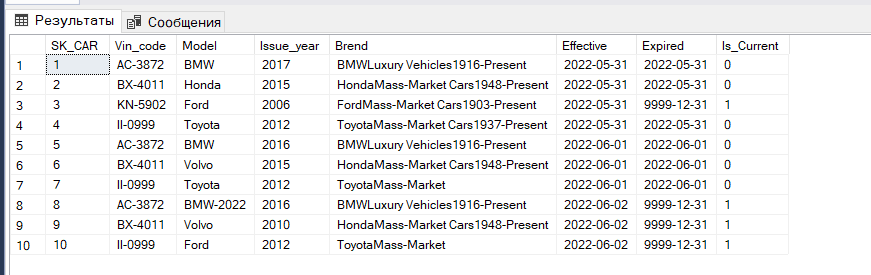 Результаты Сообщения
SK_CAR Vin_code Model Issue_year Brend Effective Expired Is_Current
1 1 AC-3872 BMW 2017 BMWLuxury Vehicles1916-Present 2022-05-31 2022-05-31 0
2 2 BX-4011 Honda 2015 HondaMass-Market Cars1948-Present 2022-05-31 2022-05-31 0
3 3 KN-5902 Ford 2006 FordMass-Market Cars1903-Present 2022-05-31 9999-12-31 1
4 4 II-0999 Toyota 2012 ToyotaMass-Market Cars1937-Present 2022-05-31 2022-05-31 0
5 5 AC-3872 BMW 2016 BMWLuxury Vehicles1916-Present 2022-06-01 2022-06-01 0
6 6 BX-4011 Volvo 2015 HondaMass-Market Cars1948-Present 2022-06-01 2022-06-01 0
7 7 II-0999 Toyota 2012 ToyotaMass-Market 2022-06-01 2022-06-01 0
8 8 AC-3872 BMW-2022 2016 BMWLuxury Vehicles1916-Present 2022-06-02 9999-12-31 1
9 9 BX-4011 Volvo 2010 HondaMass-Market Cars1948-Present 2022-06-02 9999-12-31 1
10 10 II-0999 Ford 2012 ToyotaMass-Market 2022-06-02 9999-12-31 1